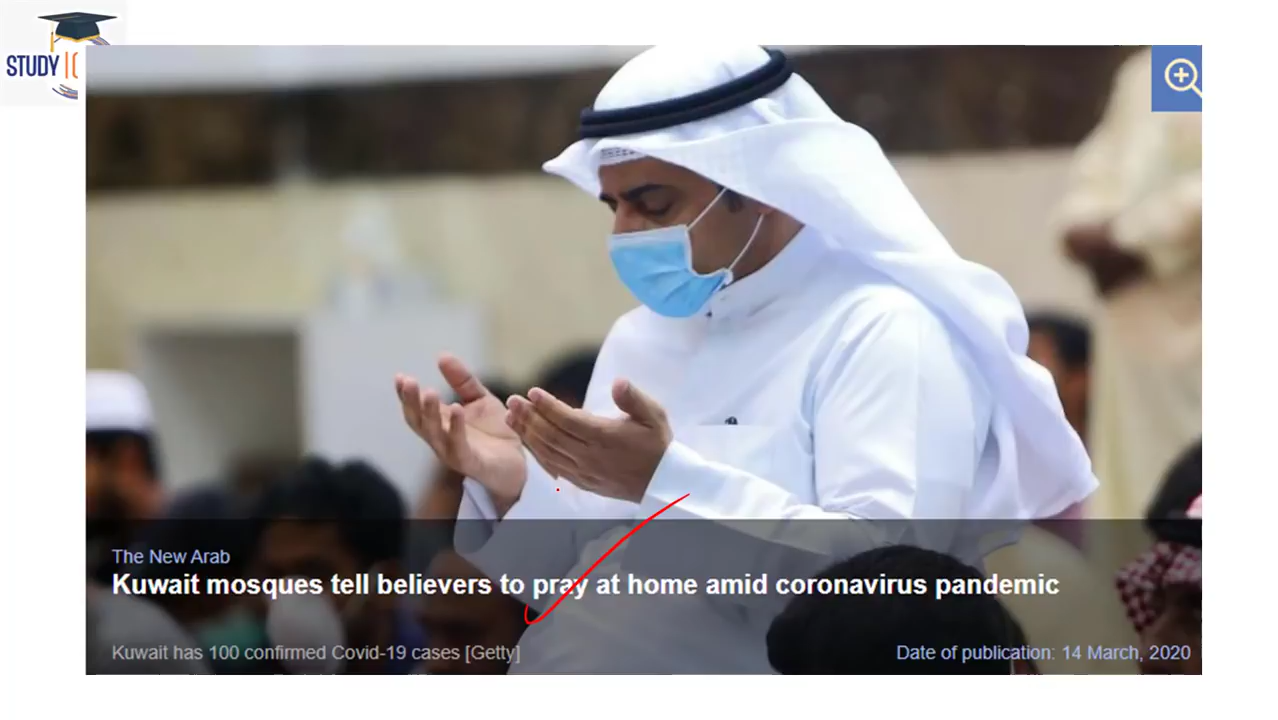 STUDY IQ
The New Arab
Kuwait mosques tell believers to pray at home amid coronavirus pandemic
Kuwait has 100 confirmed Covid-19 cases [Getty]
Date of publication: 14 March, 2020